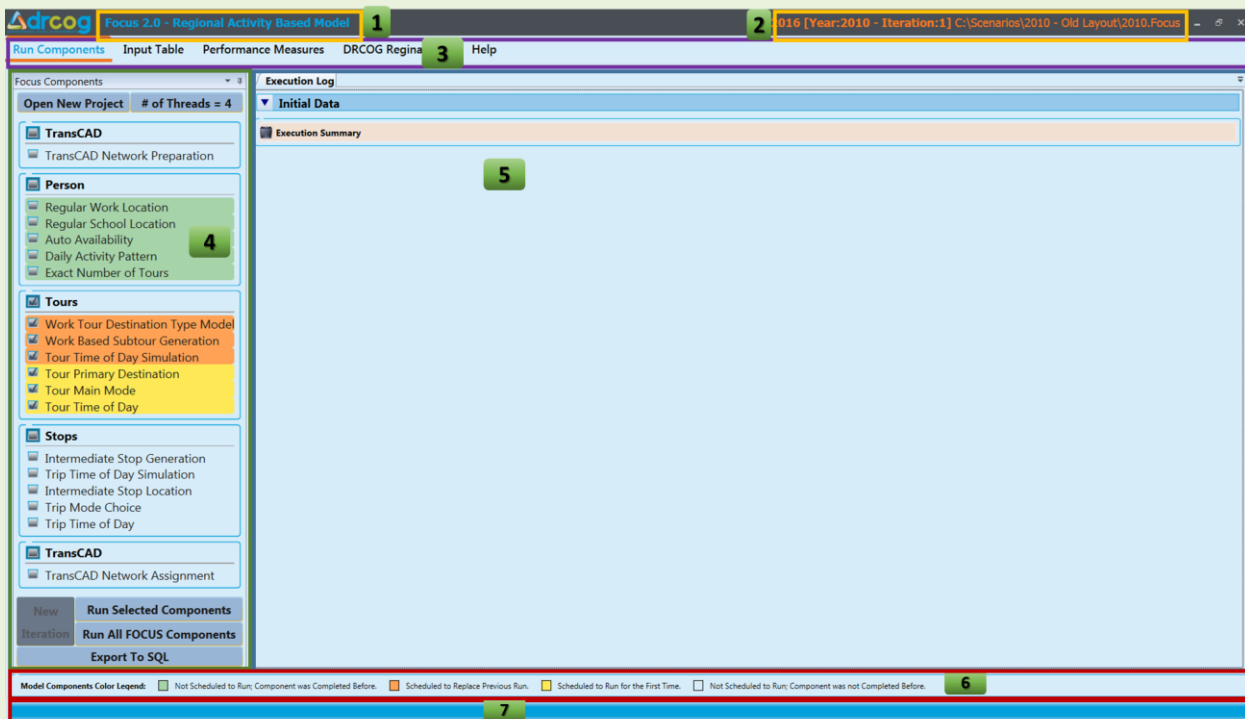 drcog Focus 2.0 - Regional Activity Based Model 1 2 2016 [Year:2010 - Iteration:1] C:\Scenarios\2010 - Old Layout\2010.Focus
Run Components Input Table Performance Measures DRCOG Regina 3 Help
Focus Components
Execution Log
Open New Project # of Threads = 4
Initial Data
TransCAD
Execution Summary
TransCAD Network Preparation
5
Person
Regular Work Location
Regular School Location
Auto Availability
4
Daily Activity Pattern
Exact Number of Tours
Tours
Work Tour Destination Type Model
Work Based Subtour Generation
Tour Time of Day Simulation
Tour Primary Destination
Tour Main Mode
Tour Time of Day
Stops
Intermediate Stop Generation
Trip Time of Day Simulation
Intermediate Stop Location
Trip Mode Choice
Trip Time of Day
TransCAD
TransCAD Network Assignment
New Iteration
Run Selected Components
Run All FOCUS Components
Export To SQL
Model Components Color Legend: Not Scheduled to Run; Component was Completed Before. Scheduled to Replace Previous Run. Scheduled to Run for the First Time. Not Scheduled to Run; Component was not Completed Before. 6
7